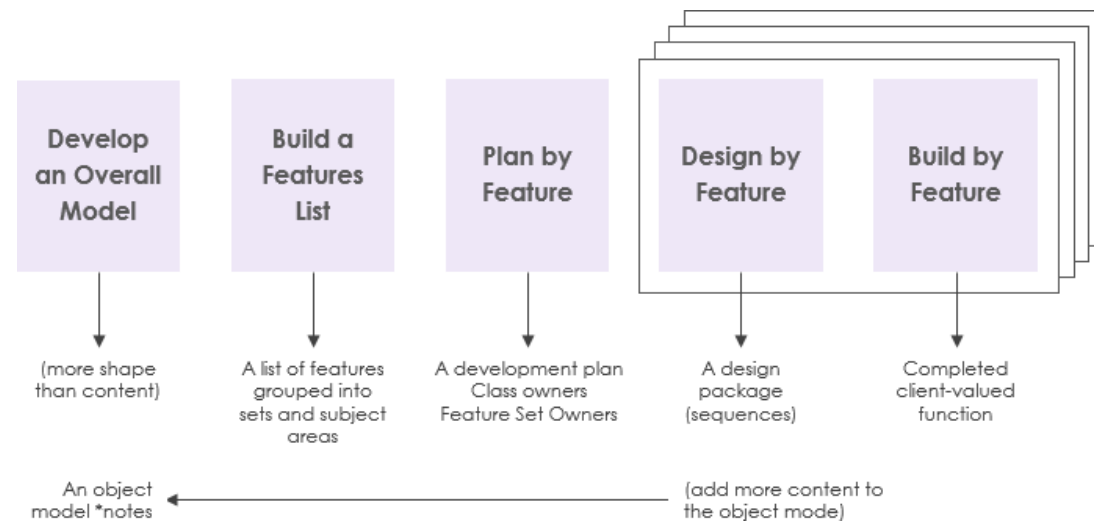 Develop
an Overall
Model
Build a
Features
List
Plan by
Feature
Design by
Feature
Build by
Feature
(more shape
than content)
A list of features
grouped into
sets and subject
areas
A development plan
Class owners
Feature Set Owners
A design
package
(sequences)
Completed
client-valued
function
An object
model *notes
(add more content to
the object mode)